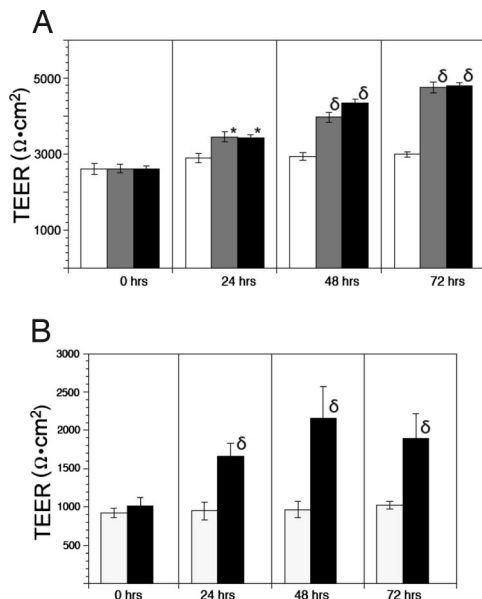 A
TEER (Ω•cm²)
5000
3000
1000
* *
δ δ
δ δ
0 hrs 24 hrs 48 hrs 72 hrs
B
TEER (Ω•cm²)
3000
2500
2000
1500
1000
500
δ
δ
δ
0 hrs 24 hrs 48 hrs 72 hrs